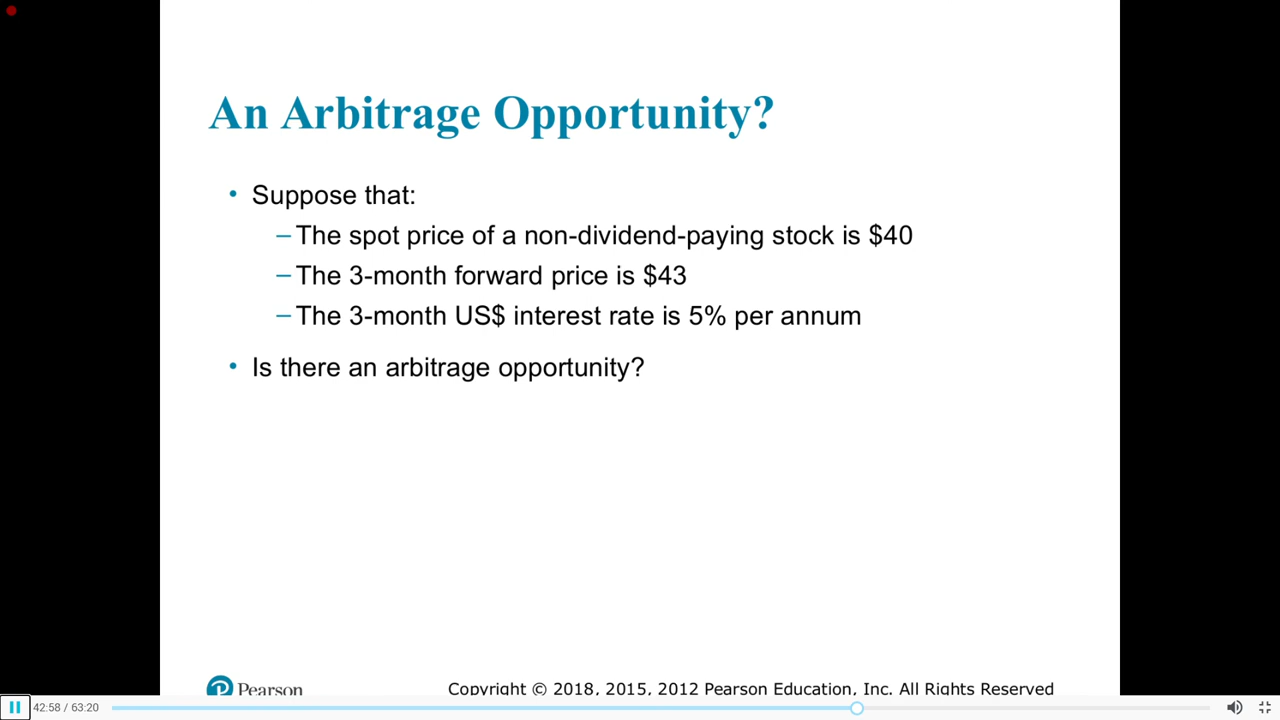 An Arbitrage Opportunity?
• Suppose that:
– The spot price of a non-dividend-paying stock is $40
– The 3-month forward price is $43
– The 3-month US$ interest rate is 5% per annum
• Is there an arbitrage opportunity?
Pearson
Copyright © 2018, 2015, 2012 Pearson Education, Inc. All Rights Reserved
42:58 / 63:20